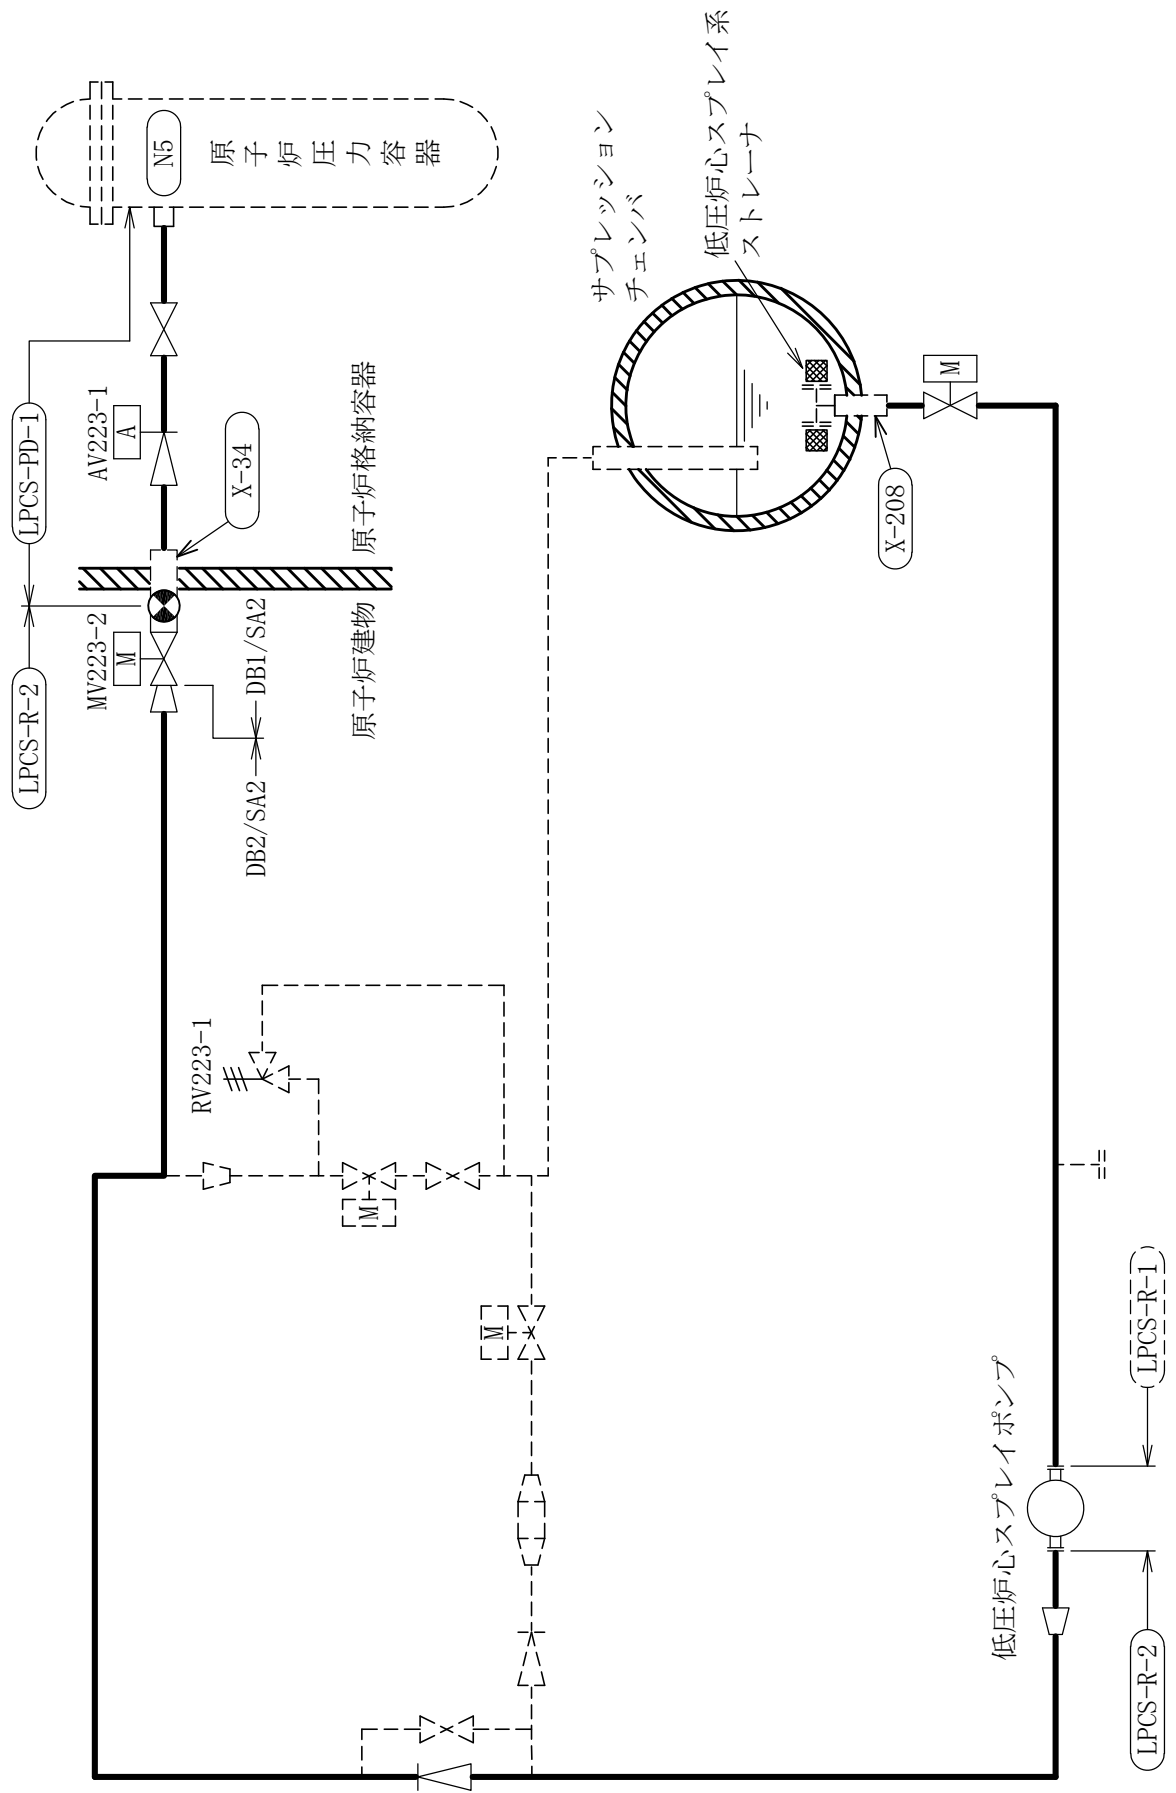 LPCS-R-2
LPCS-PD-1
MV223-2
M
AV223-1
A
N5
原子炉圧力容器
X-34
DB2/SA2
DB1/SA2
原子炉建物
原子炉格納容器
RV223-1
M
M
サプレッション
チェンバ
低圧炉心スプレイ系
ストレーナ
X-208
M
低圧炉心スプレイポンプ
LPCS-R-2
LPCS-R-1